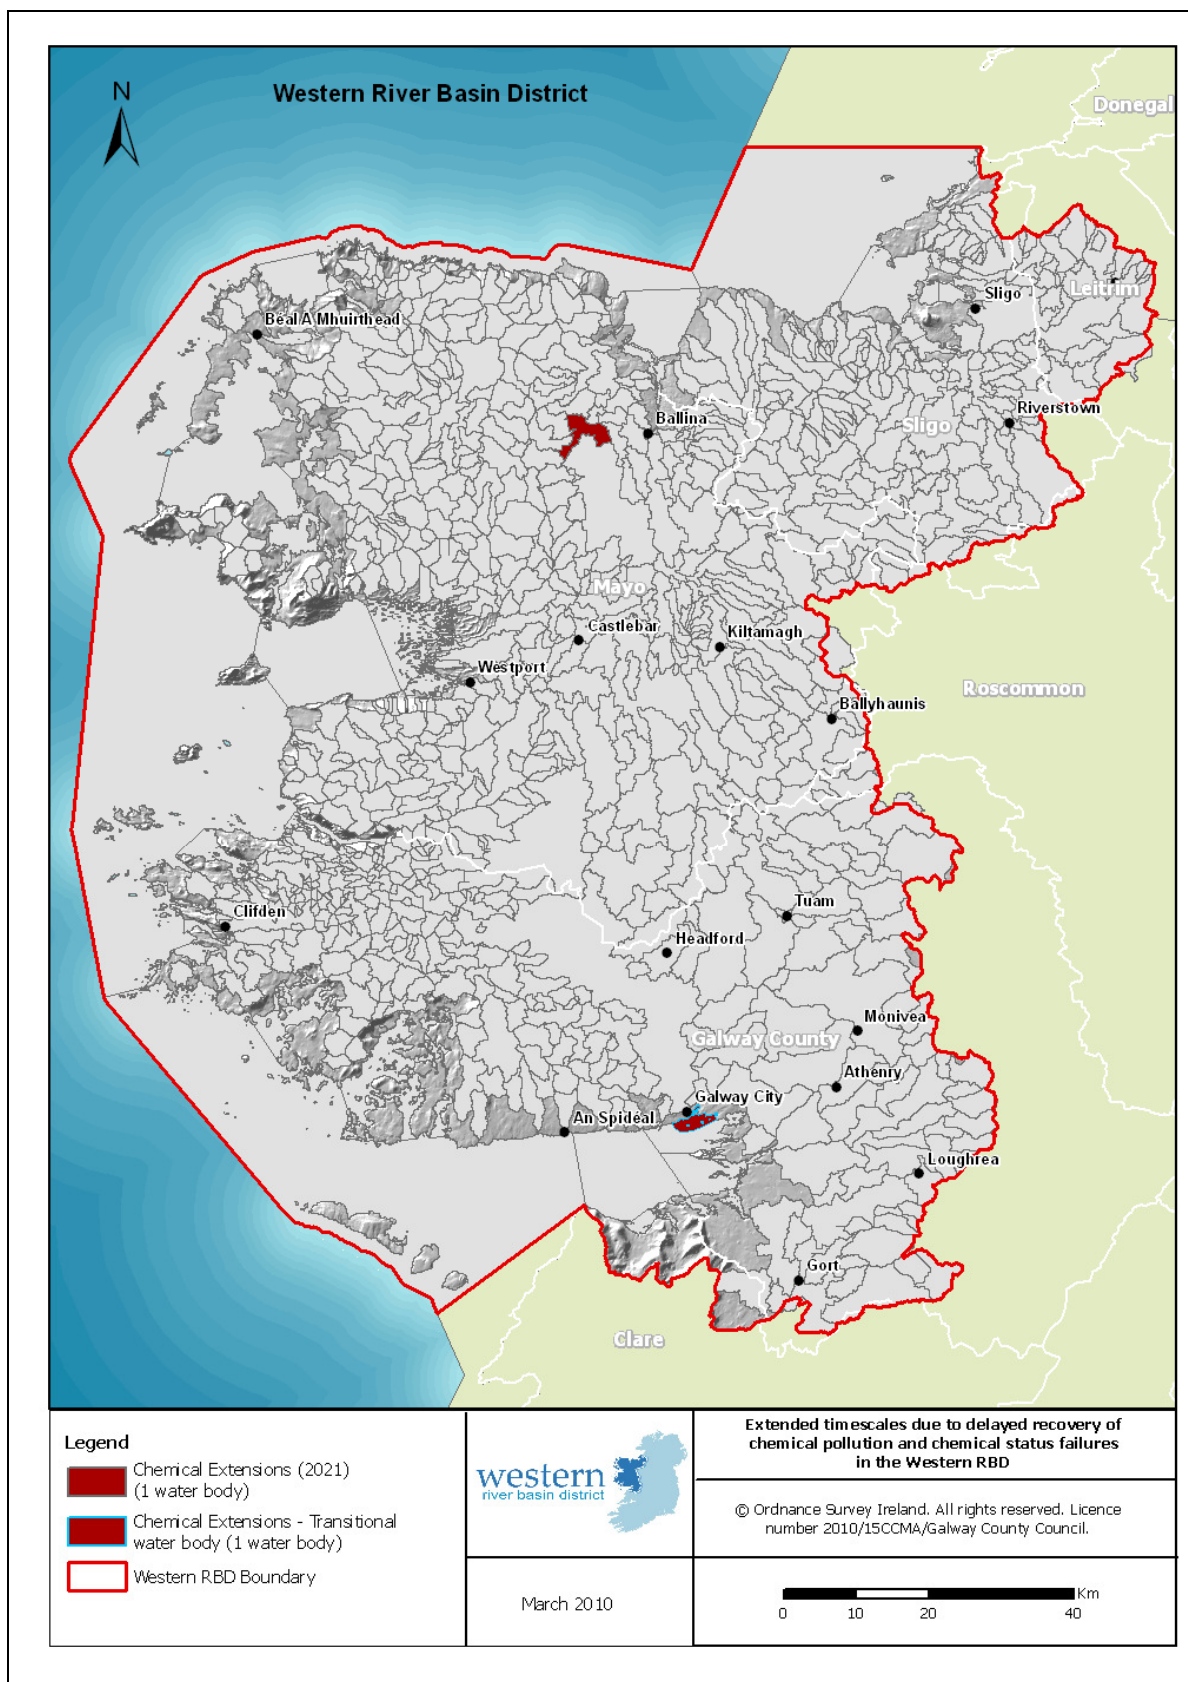 N
Western River Basin District
Donegal
Leitrim
Sligo
Béal A Mhuirthead
Riverstown
Ballina
Sligo
Mayo
Castlebar
Kiltamagh
Westport
Roscommon
Ballyhaunis
Tuam
Clifden
Headford
Monivea
Galway County
Athenry
Galway City
An Spidéal
Loughrea
Gort
Clare
Legend
Chemical Extensions (2021)
(1 water body)
Chemical Extensions - Transitional
water body (1 water body)
Western RBD Boundary
western
river basin district
March 2010
Extended timescales due to delayed recovery of
chemical pollution and chemical status failures
in the Western RBD
© Ordnance Survey Ireland. All rights reserved. Licence
number 2010/15CCMA/Galway County Council.
Km
0 10 20 40